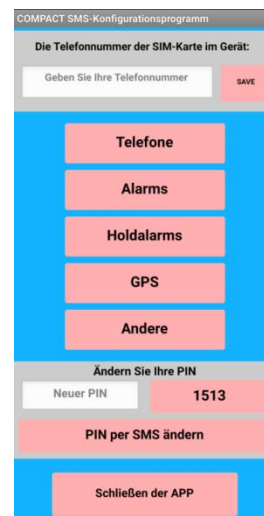 COMPACT SMS-Konfigurationsprogramm
Die Telefonnummer der SIM-Karte im Gerät:
Geben Sie Ihre Telefonnummer
SAVE
Telefone
Alarms
Holdalarms
GPS
Andere
Ändern Sie Ihre PIN
Neuer PIN
1513
PIN per SMS ändern
Schließen der APP